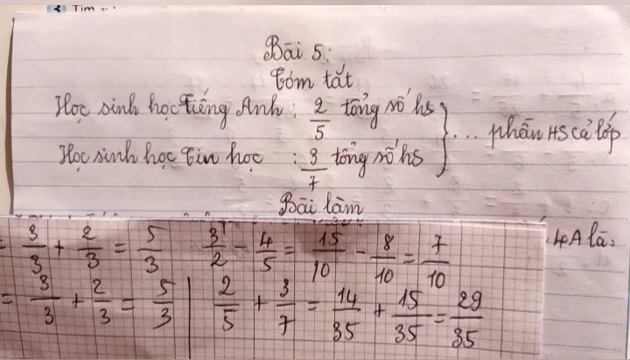 3 Tìm
Bài 5:
Tóm tắt
Học sinh học Tiếng Anh : 2/5 tổng số hs
Học sinh học Tin học : 3/7 tổng số hs
} ... phần HS cả lớp
Bài làm
4A là:
= 3/3 + 2/3 = 5/3
3/2 - 4/5 = 15/10 - 8/10 = 7/10
= 3/3 + 2/3 = 5/3
2/5 + 3/7 = 14/35 + 15/35 = 29/35